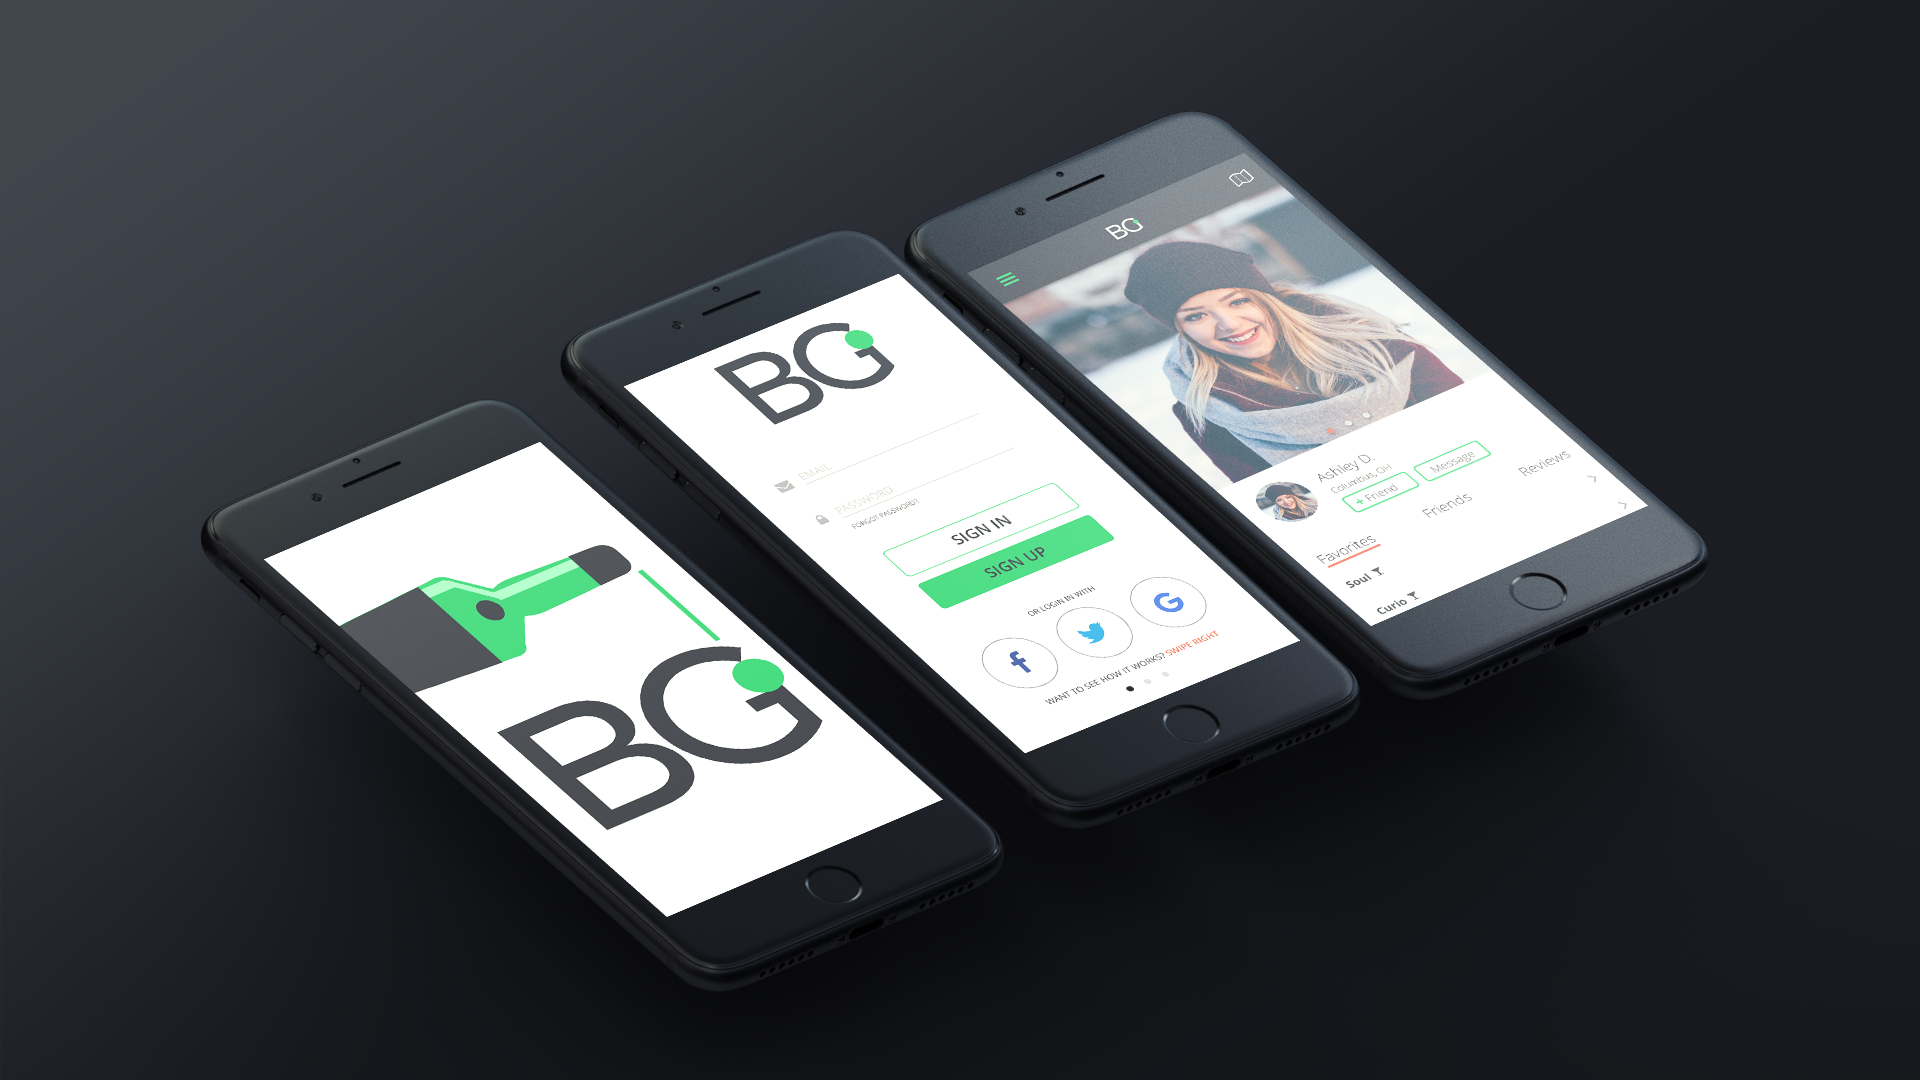 BG
BG
EMAIL
PASSWORD
FORGOT PASSWORD?
SIGN IN
SIGN UP
OR LOGIN IN WITH
WANT TO SEE HOW IT WORKS? SWIPE RIGHT
BG
Ashley D.
Columbus, OH
+ Friend
Message
Favorites
Friends
Reviews
Soul
Curio